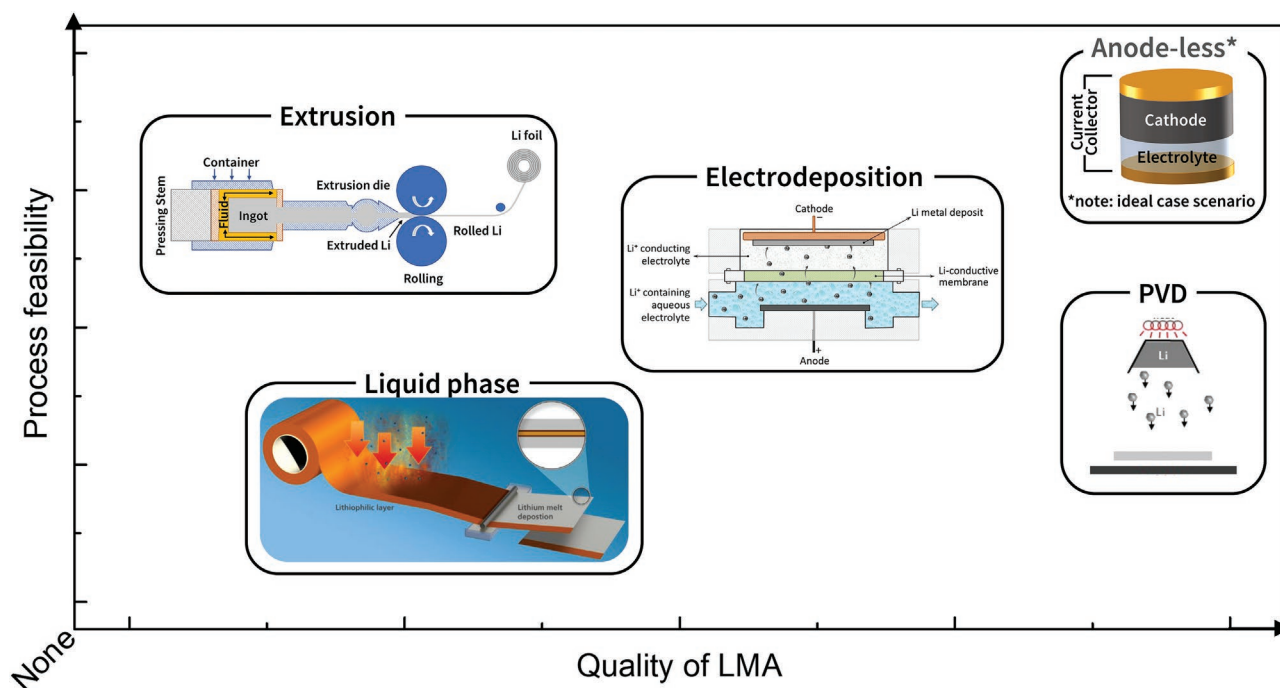 Process feasibility
Quality of LMA
None
Extrusion
Container
Pressing Stem
Fluid
Ingot
Extrusion die
Extruded Li
Rolled Li
Rolling
Li foil
Liquid phase
Lithiophilic layer
Lithium melt
depostion
Electrodeposition
Cathode
−
Li metal deposit
Li⁺ conducting
electrolyte
Li-conductive
membrane
Li⁺ containing
aqueous
electrolyte
+
Anode
Anode-less*
Current
Collector
Cathode
Electrolyte
*note: ideal case scenario
PVD
Li
Li